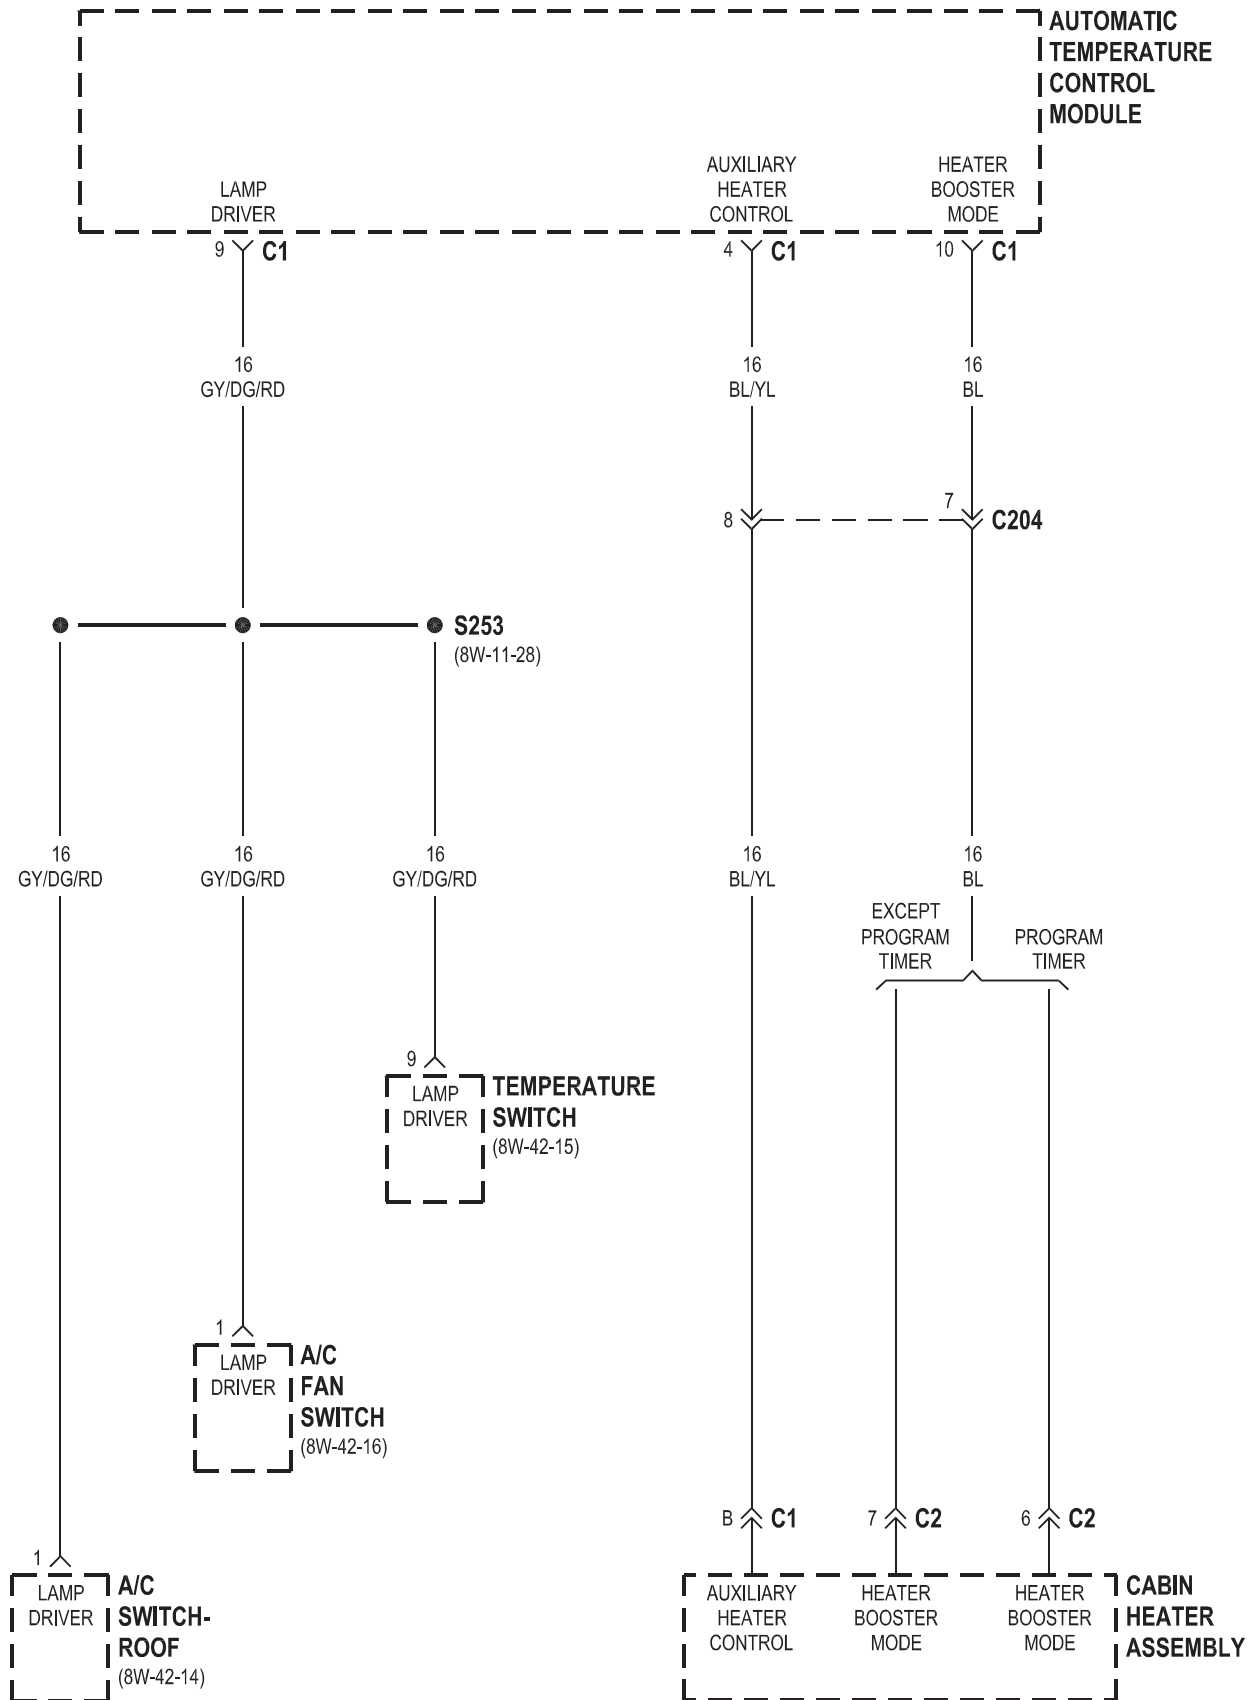 AUTOMATIC
TEMPERATURE
CONTROL
MODULE
LAMP
DRIVER
AUXILIARY
HEATER
CONTROL
HEATER
BOOSTER
MODE
9 C1
4 C1
10 C1
16
GY/DG/RD
16
BL/YL
16
BL
8
7
C204
S253
(8W-11-28)
16
GY/DG/RD
16
GY/DG/RD
16
GY/DG/RD
16
BL/YL
16
BL
EXCEPT
PROGRAM
TIMER
PROGRAM
TIMER
9
LAMP
DRIVER
TEMPERATURE
SWITCH
(8W-42-15)
1
LAMP
DRIVER
A/C
FAN
SWITCH
(8W-42-16)
1
LAMP
DRIVER
A/C
SWITCH-
ROOF
(8W-42-14)
B C1
7 C2
6 C2
AUXILIARY
HEATER
CONTROL
HEATER
BOOSTER
MODE
HEATER
BOOSTER
MODE
CABIN
HEATER
ASSEMBLY